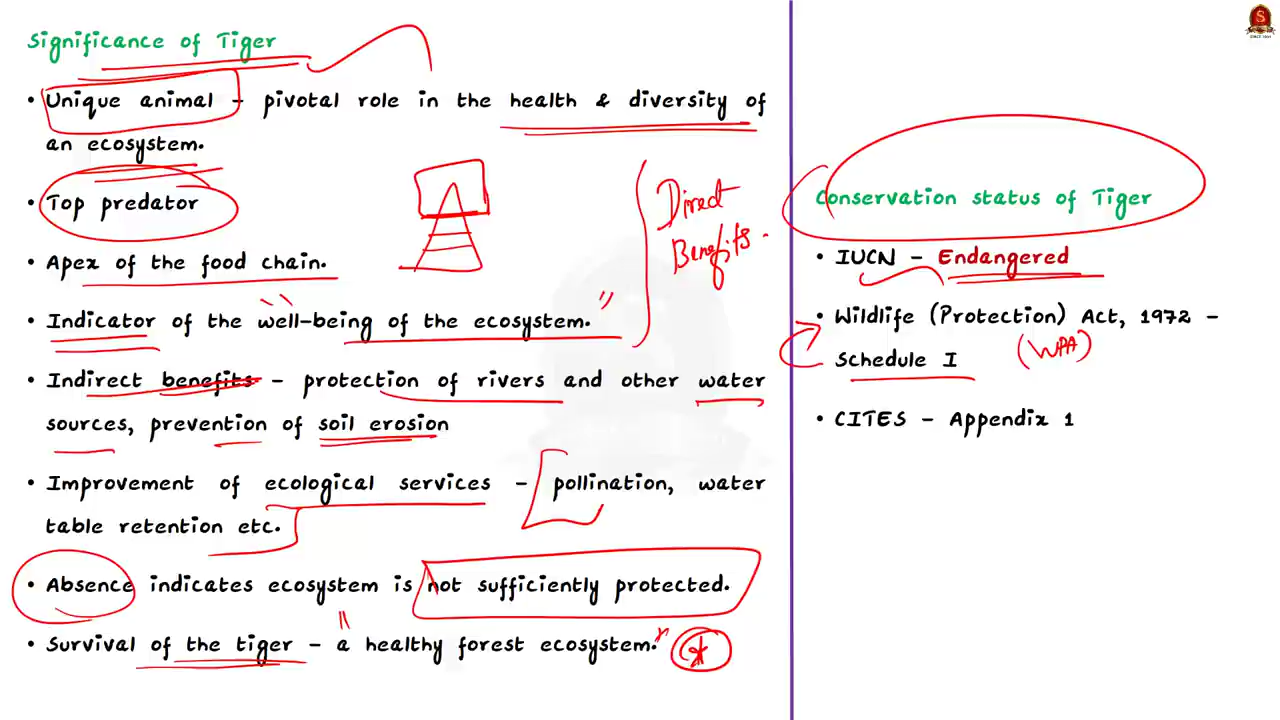 Significance of Tiger
• Unique animal – pivotal role in the health & diversity of
an ecosystem.
• Top predator
• Apex of the food chain.
• Indicator of the well-being of the ecosystem.
• Indirect benefits – protection of rivers and other water
sources, prevention of soil erosion
• Improvement of ecological services – pollination, water
table retention etc.
• Absence indicates ecosystem is not sufficiently protected.
• Survival of the tiger – a healthy forest ecosystem.
Direct
Benefits.
Conservation status of Tiger
• IUCN – Endangered
• Wildlife (Protection) Act, 1972 –
Schedule I
(WPA)
• CITES – Appendix 1